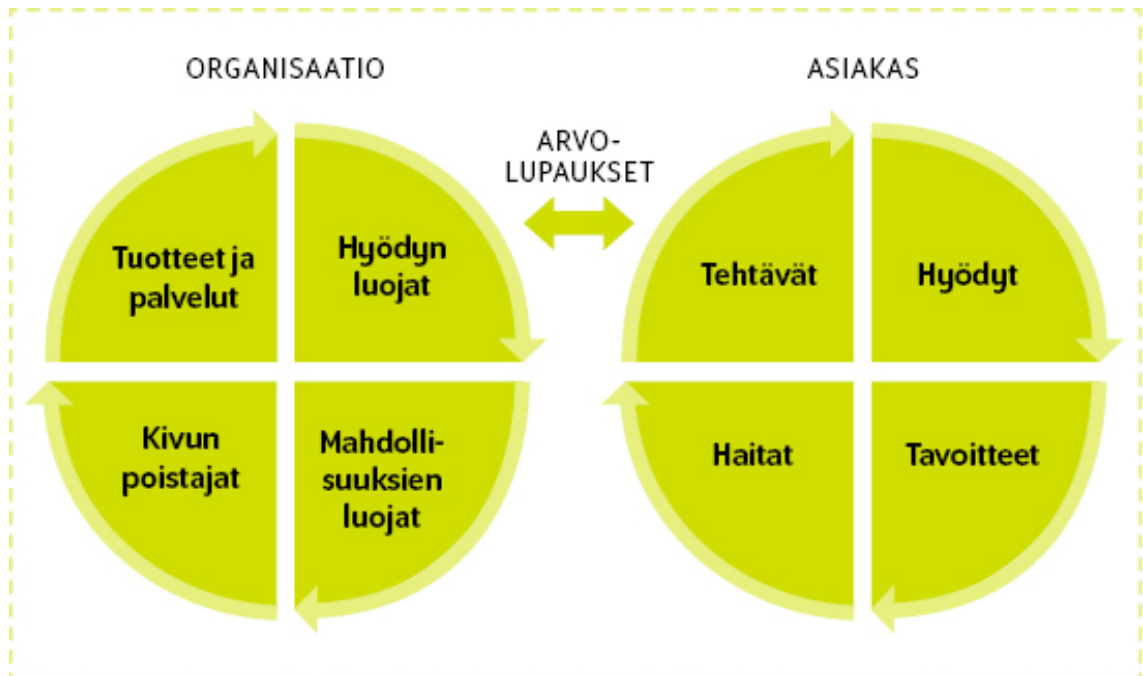 ORGANISAATIO
ASIAKAS
ARVO-
LUPAUKSET
Tuotteet ja
palvelut
Hyödyn
luojat
Kivun
poistajat
Mahdolli-
suuksien
luojat
Tehtävät
Hyödyt
Haitat
Tavoitteet